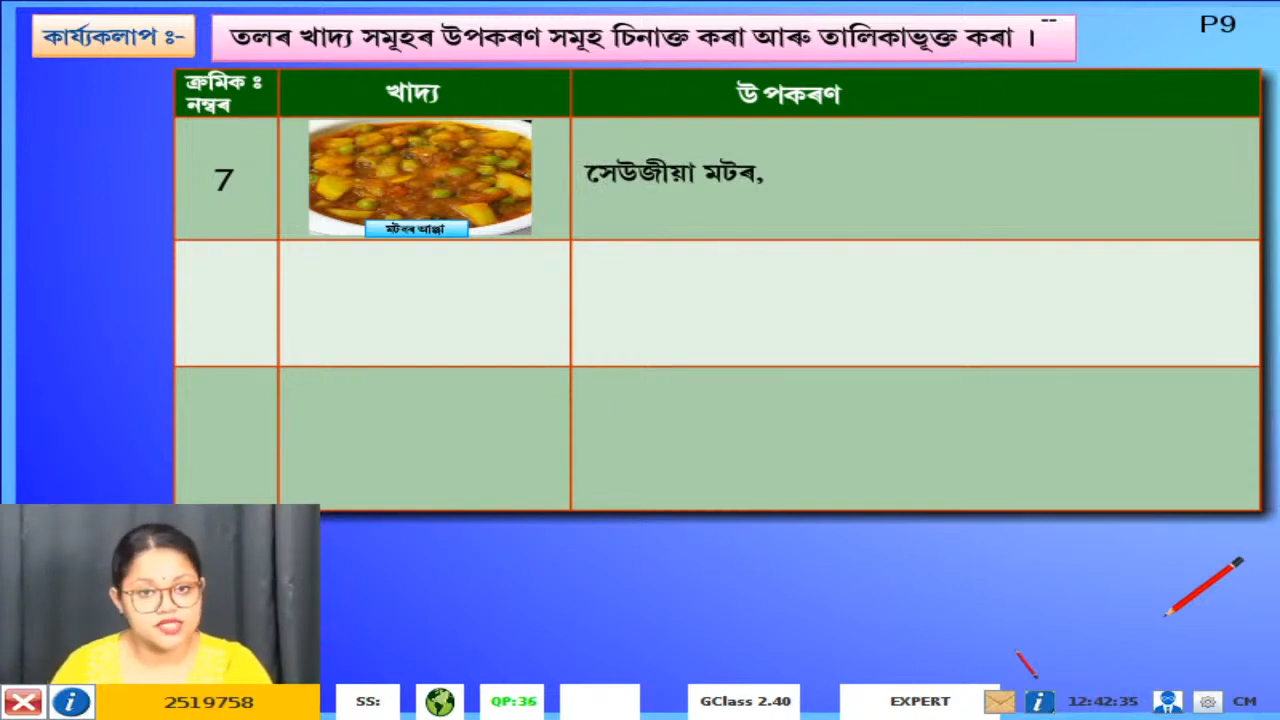 কাৰ্য্যকলাপ ঃ-
তলৰ খাদ্য সমূহৰ উপকৰণ সমূহ চিনাক্ত কৰা আৰু তালিকাভূক্ত কৰা ।
P9
ক্ৰমিক ঃ নম্বৰ
খাদ্য
উপকৰণ
7
মটৰৰ আঞ্জা
সেউজীয়া মটৰ,
2519758
SS:
QP:36
GClass 2.40
EXPERT
12:42:35
CM